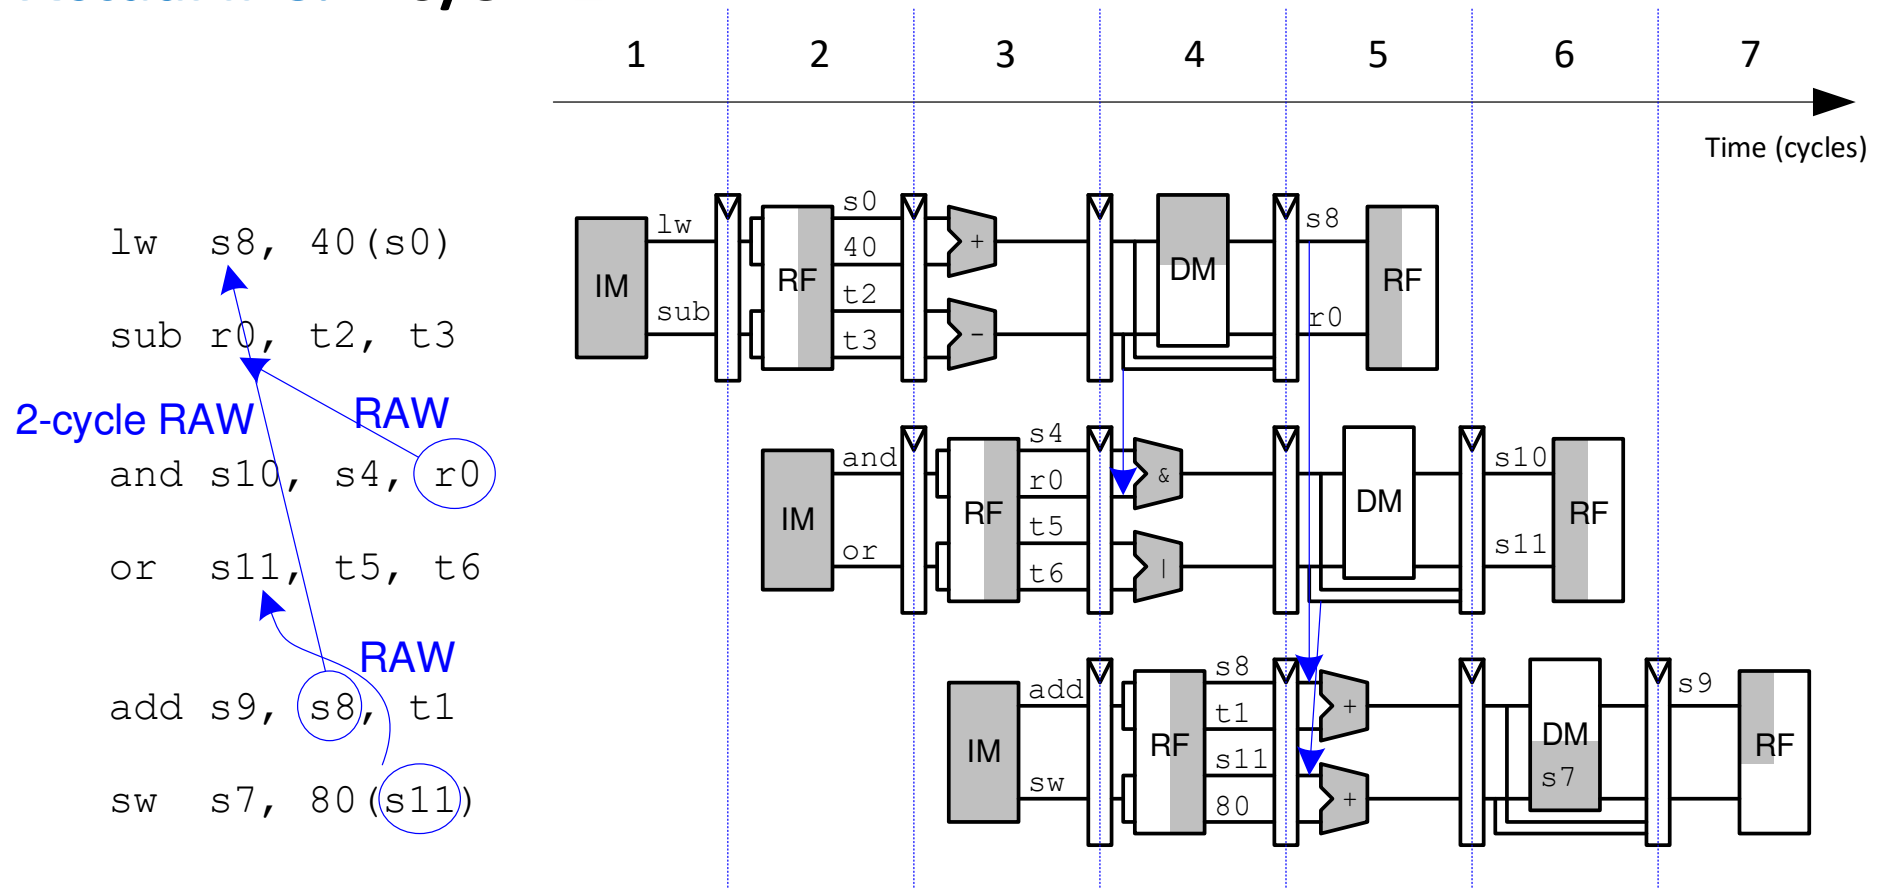 1 2 3 4 5 6 7
Time (cycles)
lw s8, 40(s0)
sub r0, t2, t3
2-cycle RAW
RAW
and s10, s4, r0
or s11, t5, t6
RAW
add s9, s8, t1
sw s7, 80(s11)
IM
lw
sub
RF
s0
40
t2
t3
+
-
DM
s8
r0
RF
IM
and
or
RF
s4
r0
t5
t6
&
|
DM
s10
s11
RF
IM
add
sw
RF
s8
t1
s11
80
+
+
DM
s7
s9
RF